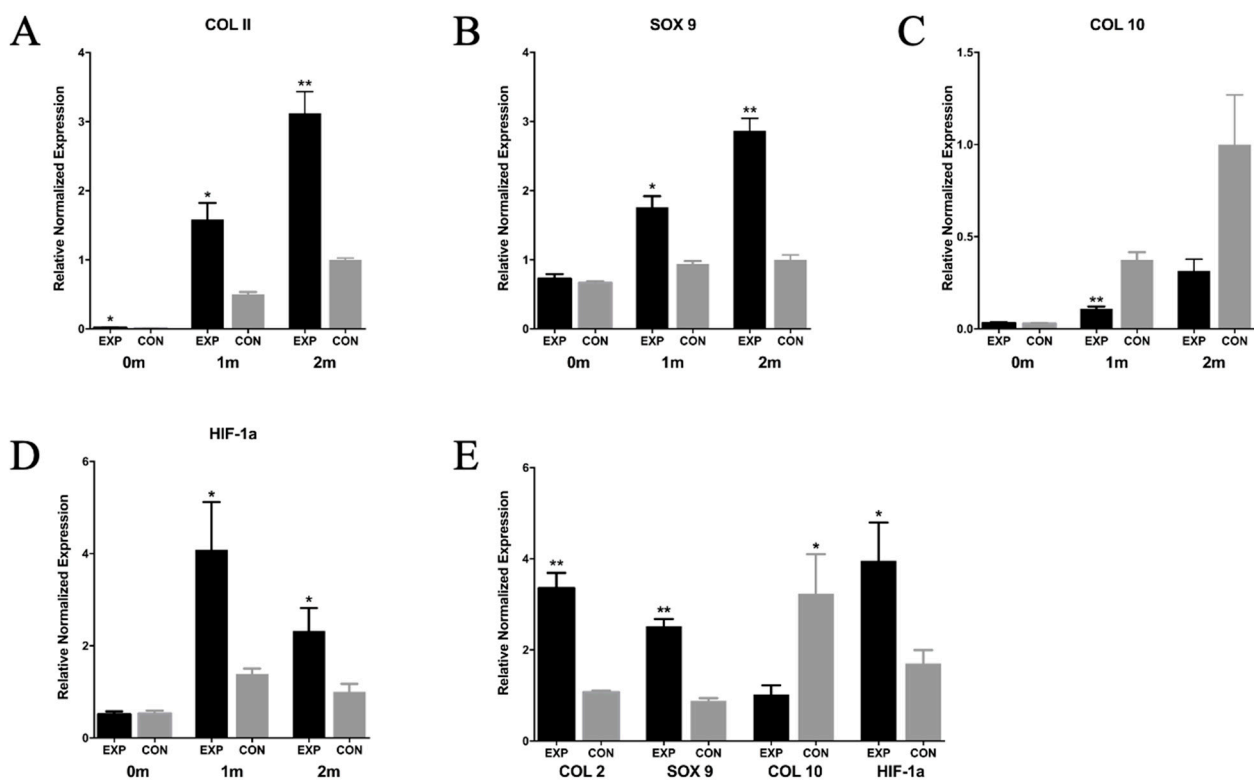 A
COL II
Relative Normalized Expression
4
3
2
1
0
*
*
**
EXP CON EXP CON EXP CON
0m 1m 2m
B
SOX 9
Relative Normalized Expression
4
3
2
1
0
*
**
EXP CON EXP CON EXP CON
0m 1m 2m
C
COL 10
Relative Normalized Expression
1.5
1.0
0.5
0.0
**
EXP CON EXP CON EXP CON
0m 1m 2m
D
HIF-1a
Relative Normalized Expression
6
4
2
0
*
*
EXP CON EXP CON EXP CON
0m 1m 2m
E
Relative Normalized Expression
6
4
2
0
**
**
*
*
EXP CON EXP CON EXP CON EXP CON
COL 2 SOX 9 COL 10 HIF-1a